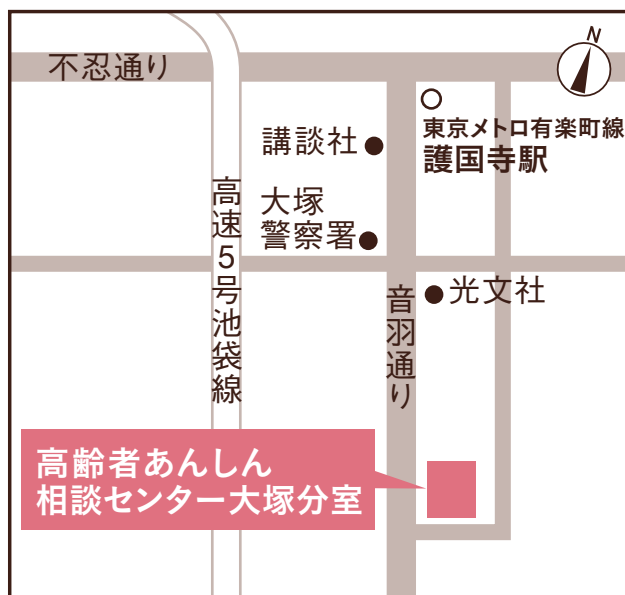 N
不忍通り
東京メトロ有楽町線
護国寺駅
講談社
大塚
警察署
高速5号池袋線
光文社
音羽通り
高齢者あんしん
相談センター大塚分室